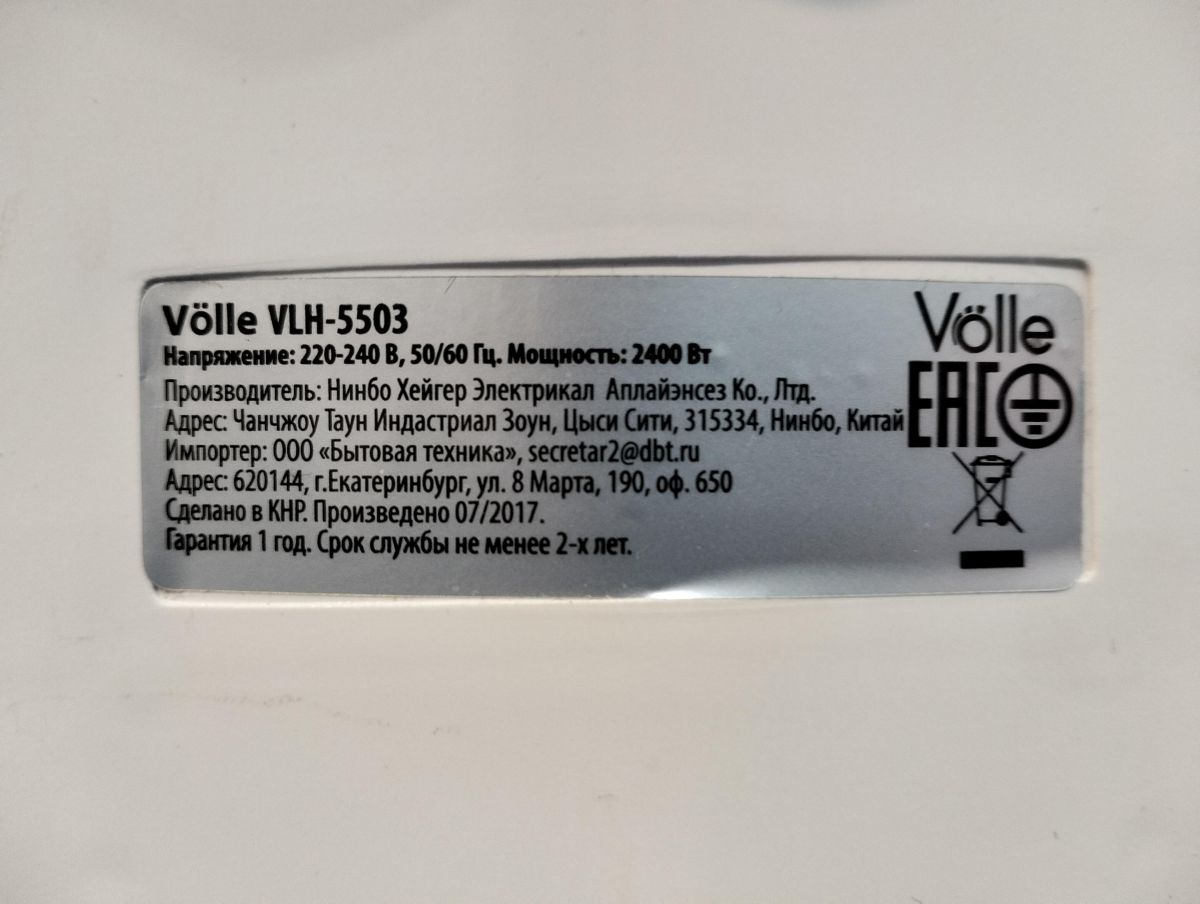 Völle VLH-5503
Напряжение: 220-240 В, 50/60 Гц. Мощность: 2400 Вт
Производитель: Нинбо Хейгер Электрикал Аплайэнсез Ко., Лтд.
Адрес: Чанчжоу Таун Индастриал Зоун, Цыси Сити, 315334, Нинбо, Китай
Импортер: ООО «Бытовая техника», secretar2@dbt.ru
Адрес: 620144, г.Екатеринбург, ул. 8 Марта, 190, оф. 650
Сделано в КНР. Произведено 07/2017.
Гарантия 1 год. Срок службы не менее 2-х лет.
Völle
EAC